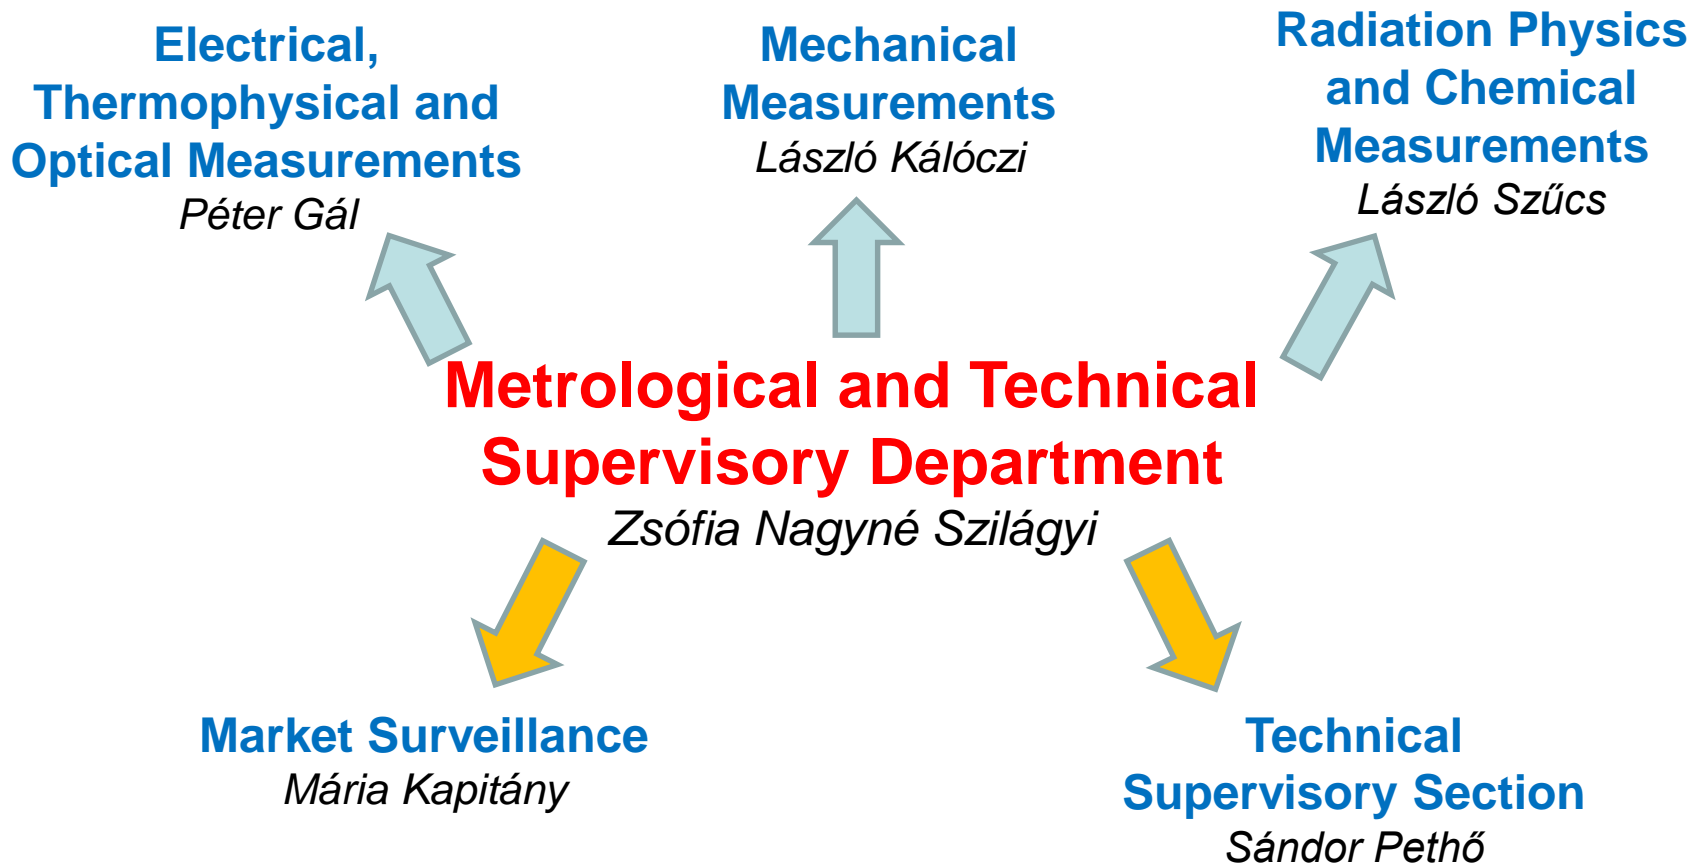 Electrical,
Thermophysical and
Optical Measurements
Péter Gál
Mechanical
Measurements
László Kálóczi
Radiation Physics
and Chemical
Measurements
László Szűcs
Metrological and Technical
Supervisory Department
Zsófia Nagyné Szilágyi
Market Surveillance
Mária Kapitány
Technical
Supervisory Section
Sándor Pethő